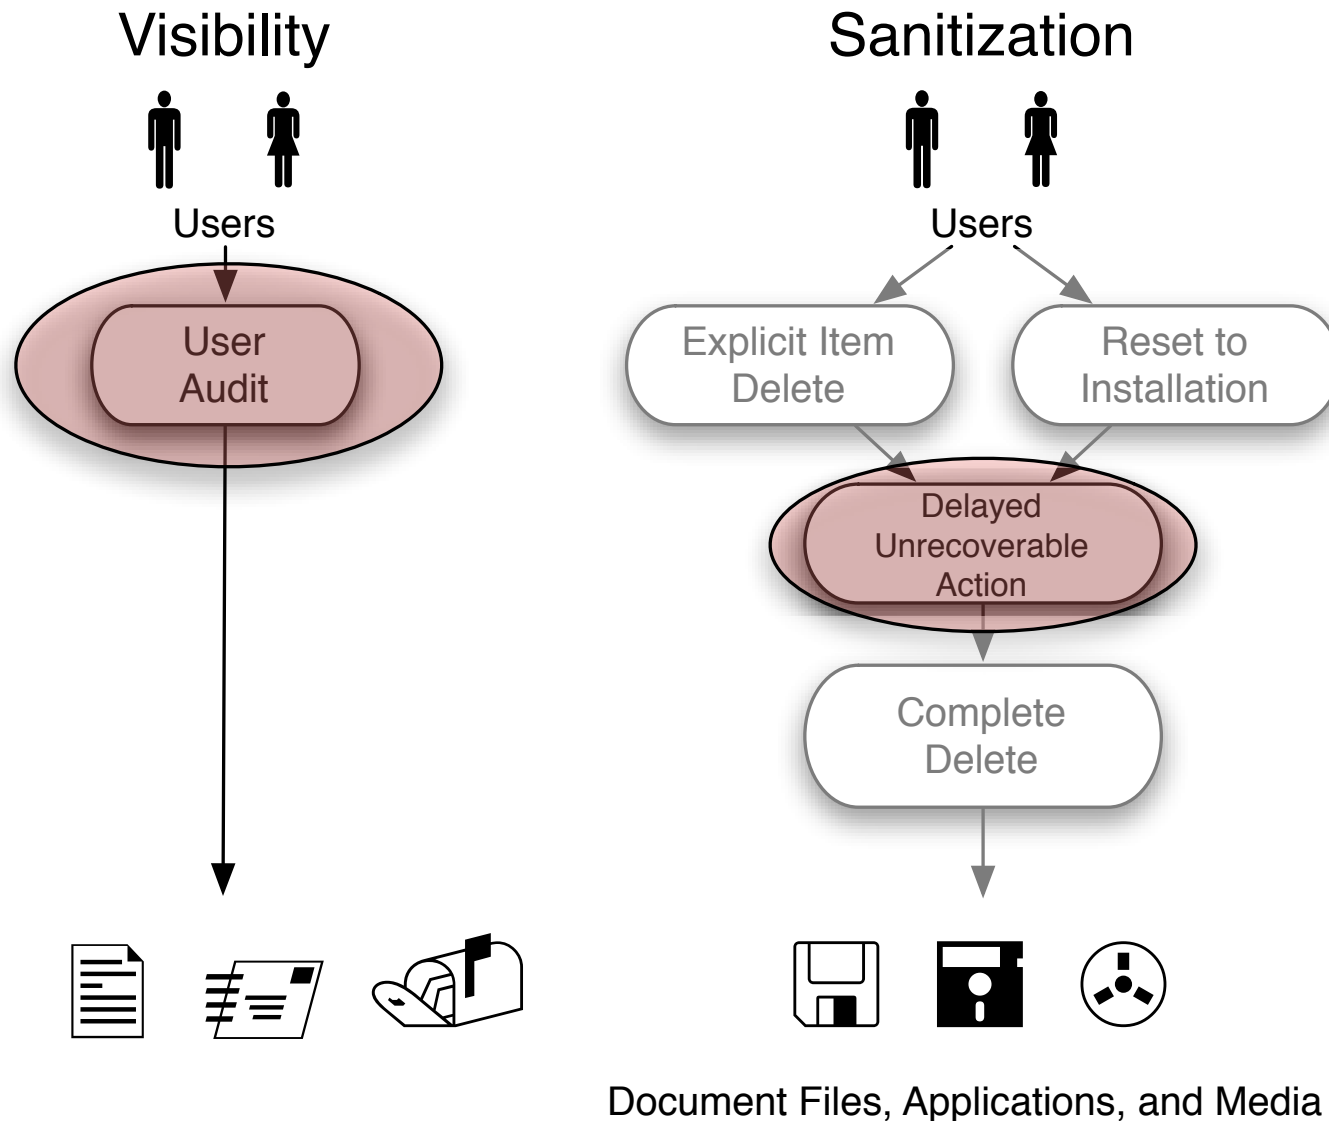 Visibility
Users
User
Audit
Sanitization
Users
Explicit Item
Delete
Reset to
Installation
Delayed
Unrecoverable
Action
Complete
Delete
Document Files, Applications, and Media